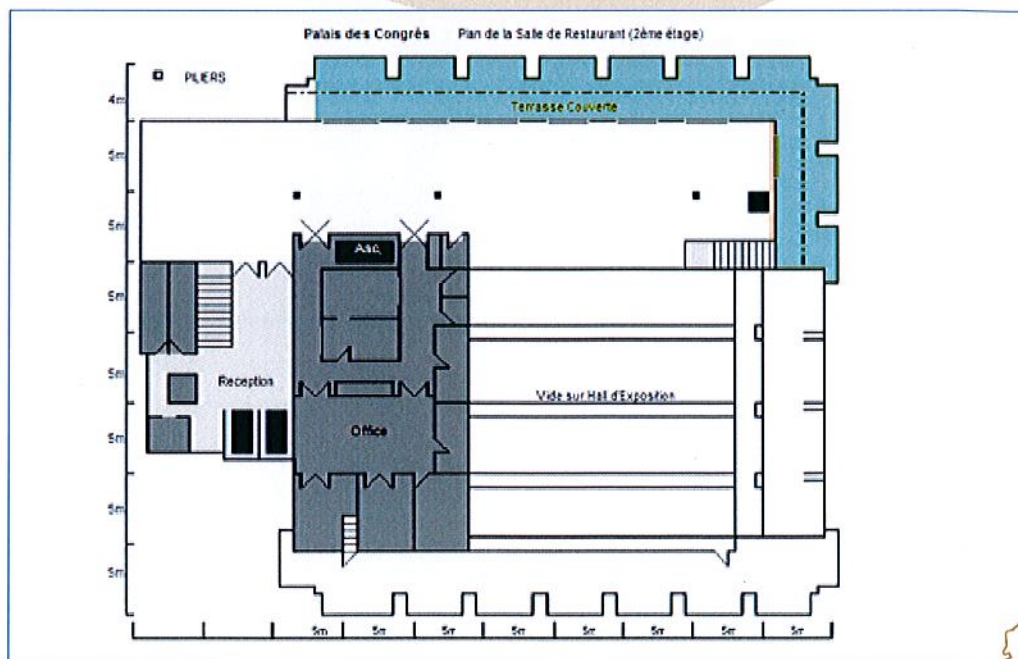 Palais des Congrès Plan de la Salle de Restaurant (2ème étage)
PILIERS
4m
Terrasse Couverte
5m
5m
Asc.
5m
5m
Reception
Vide sur Hall d'Exposition
5m
Office
5m
5m
5m 5m 5m 5m 5m 5m 5m